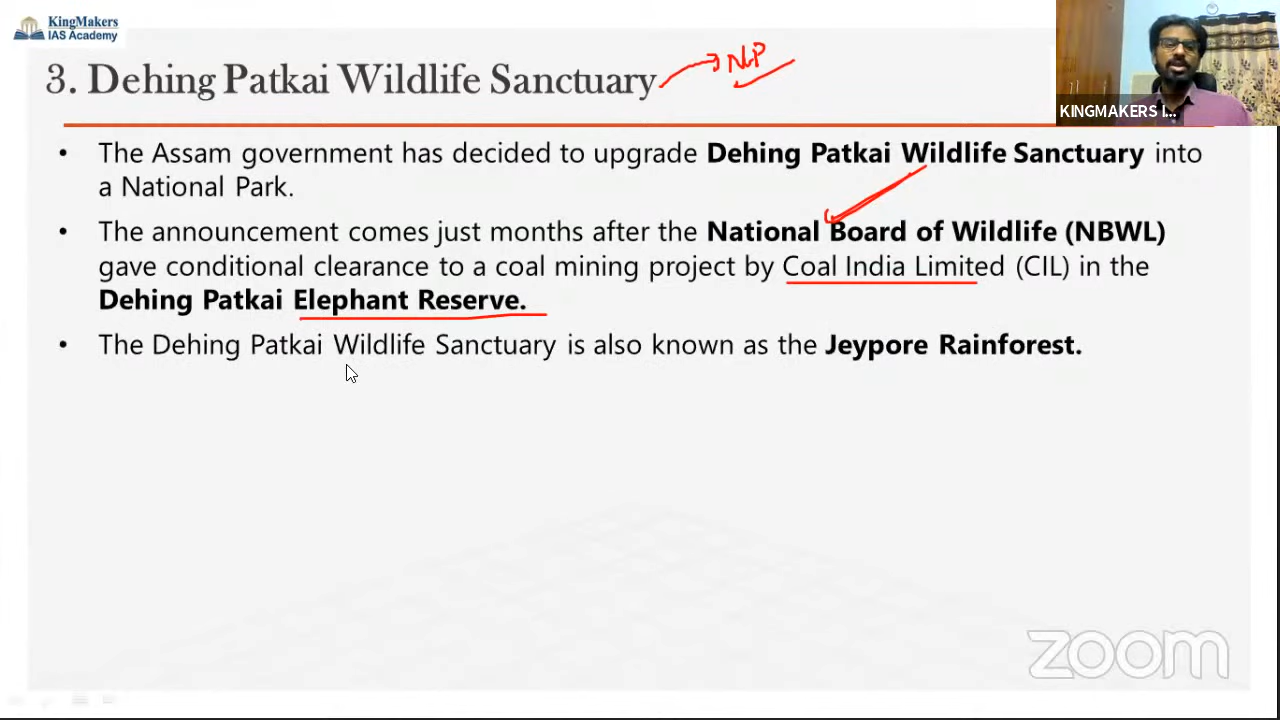 KingMakers
IAS Academy
3. Dehing Patkai Wildlife Sanctuary
NP
KINGMAKERS I...
• The Assam government has decided to upgrade Dehing Patkai Wildlife Sanctuary into
a National Park.
• The announcement comes just months after the National Board of Wildlife (NBWL)
gave conditional clearance to a coal mining project by Coal India Limited (CIL) in the
Dehing Patkai Elephant Reserve.
• The Dehing Patkai Wildlife Sanctuary is also known as the Jeypore Rainforest.
zoom